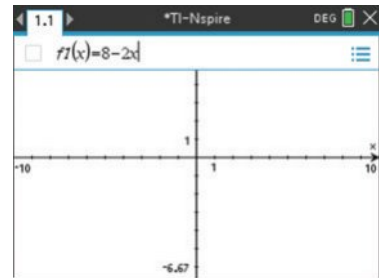 1.1 *TI-Nspire DEG
f1(x)=8-2x
1
x
-10 1 10
-6.67